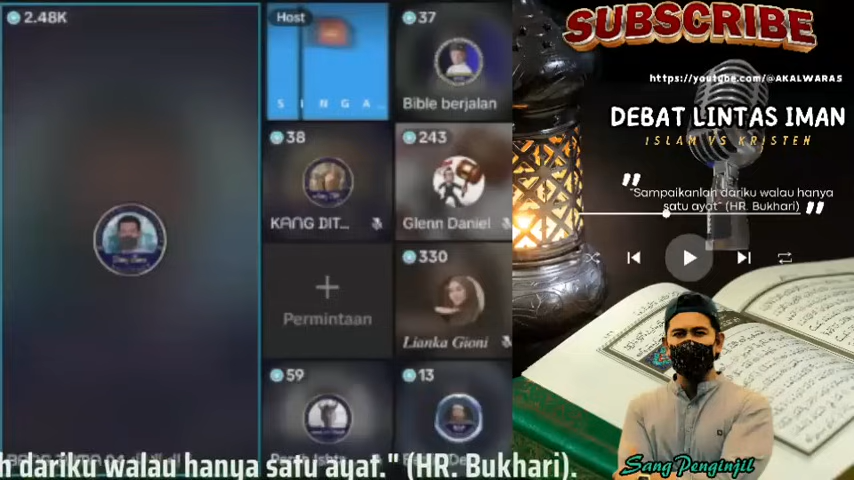 2.48K
Host
S I N G A...
37
Bible berjalan
38
KANG DIT...
243
Glenn Daniel
Permintaan
330
Lianka Gioni
59
13
h dariku walau hanya satu ayat." (HR. Bukhari).
SUBSCRIBE
https://youtube.com/@AKALWARAS
DEBAT LINTAS IMAN
ISLAM VS KRISTEN
"Sampaikanlah dariku walau hanya
satu ayat" (HR. Bukhari)
Sang Penginjil